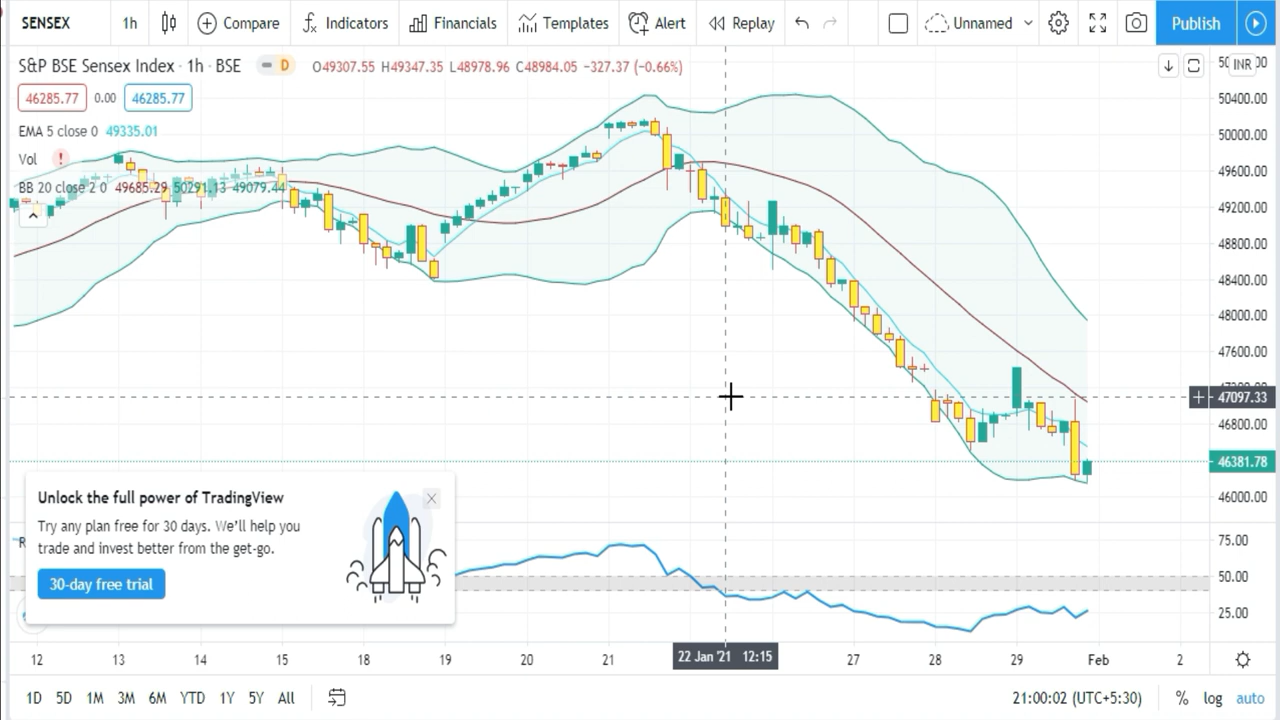 SENSEX 1h Compare Indicators Financials Templates Alert Replay Unnamed Publish
S&P BSE Sensex Index · 1h · BSE D O49307.55 H49347.35 L48978.96 C48984.05 -327.37 (-0.66%)
INR
46285.77 0.00 46285.77
EMA 5 close 0 49335.01
Vol !
BB 20 close 2 0 49685.29 50291.13 49079.44
50400.00
50000.00
49600.00
49200.00
48800.00
48400.00
48000.00
47600.00
47097.33
46800.00
46381.78
46000.00
Unlock the full power of TradingView
Try any plan free for 30 days. We'll help you
trade and invest better from the get-go.
30-day free trial
75.00
50.00
25.00
12 13 14 15 18 19 20 21 22 Jan '21 12:15 27 28 29 Feb 2
1D 5D 1M 3M 6M YTD 1Y 5Y All 21:00:02 (UTC+5:30) % log auto